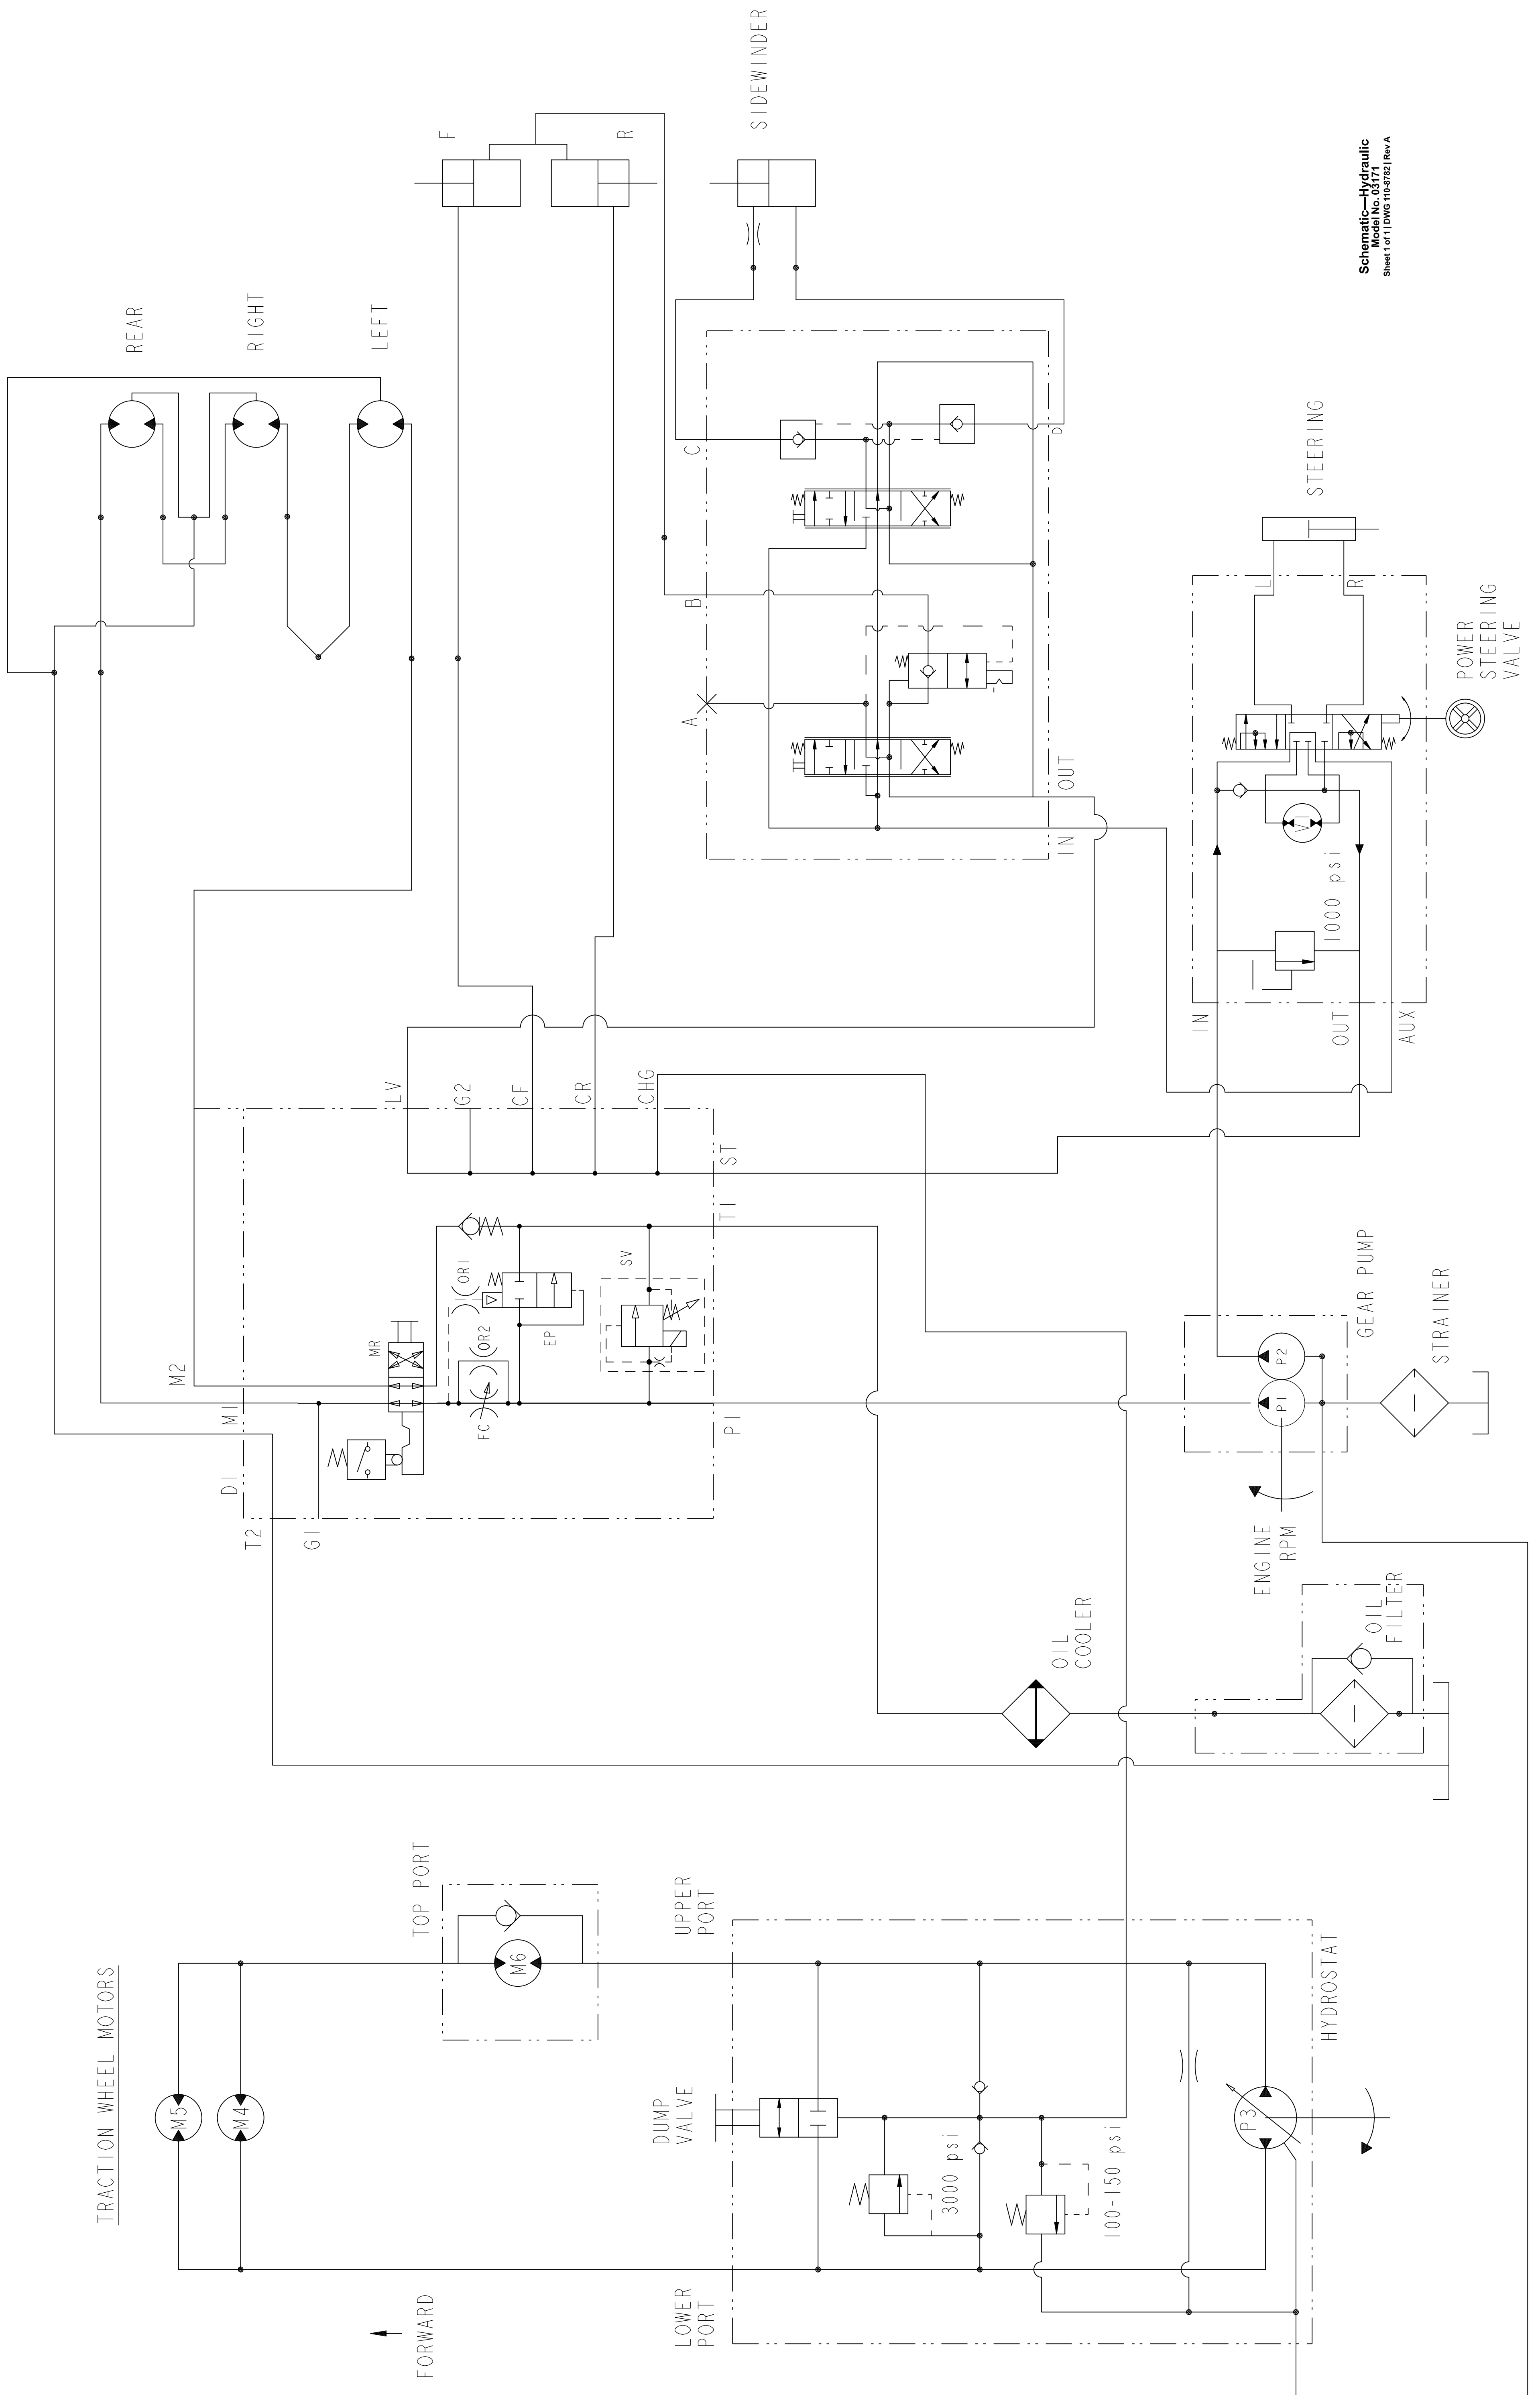 SIDEWINDER
F
R
REAR
RIGHT
LEFT
Schematic—Hydraulic
Model No. 03171
Sheet 1 of 1 | DWG 110-8782 | Rev A
C
D
B
A
OUT
IN
STEERING
L
R
POWER
STEERING
VALVE
V1
1000 psi
IN
OUT
AUX
LV
G2
CF
CR
CHG
ST
T1
SV
OR1
OR2
EP
MR
FC
M2
M1
P1
D1
T2
G1
GEAR PUMP
P2
P1
STRAINER
ENGINE
RPM
OIL
COOLER
OIL
FILTER
TOP PORT
M6
UPPER
PORT
TRACTION WHEEL MOTORS
M5
M4
HYDROSTAT
DUMP
VALVE
3000 psi
100-150 psi
P3
LOWER
PORT
FORWARD